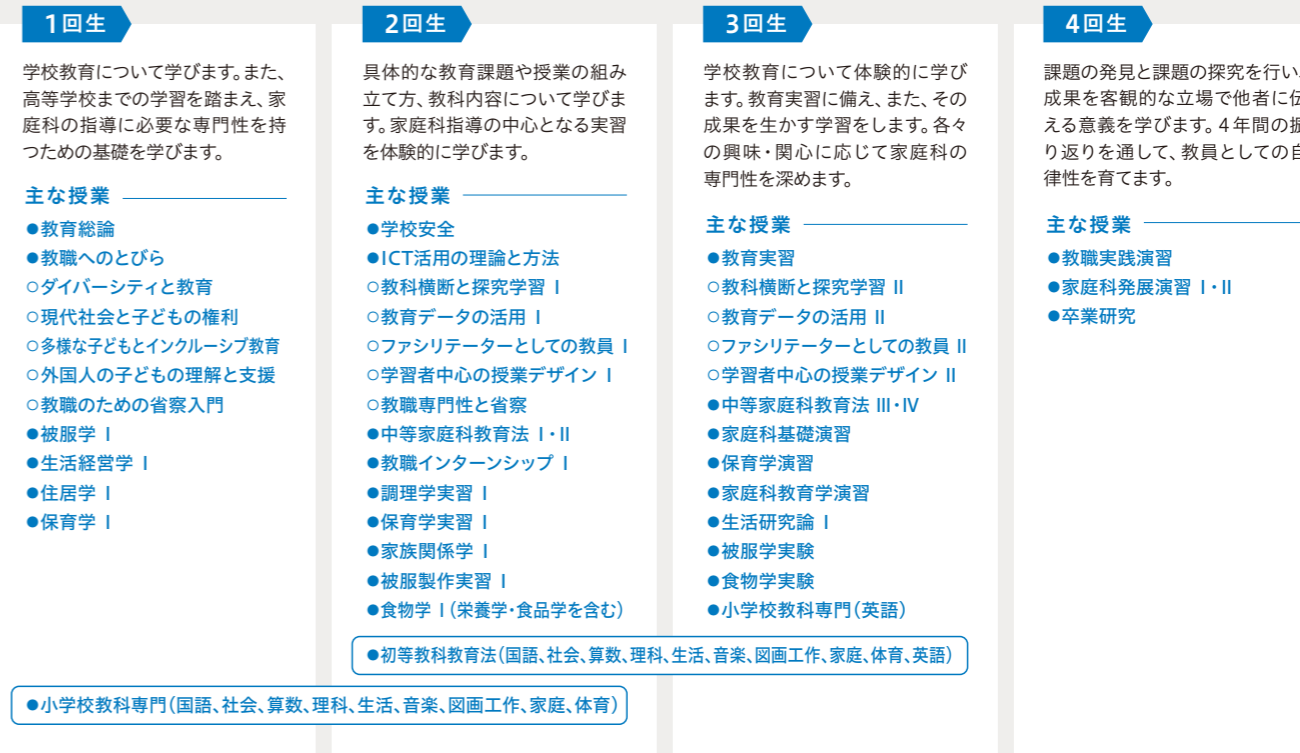 1回生
学校教育について学びます。また、
高等学校までの学習を踏まえ、家
庭科の指導に必要な専門性を持
つための基礎を学びます。
主な授業
●教育総論
●教職へのとびら
○ダイバーシティと教育
○現代社会と子どもの権利
○多様な子どもとインクルーシブ教育
○外国人の子どもの理解と支援
○教職のための省察入門
●被服学 Ⅰ
●生活経営学 Ⅰ
●住居学 Ⅰ
●保育学 Ⅰ
2回生
具体的な教育課題や授業の組み
立て方、教科内容について学びま
す。家庭科指導の中心となる実習
を体験的に学びます。
主な授業
●学校安全
●ICT活用の理論と方法
○教科横断と探究学習 Ⅰ
○教育データの活用 Ⅰ
○ファシリテーターとしての教員 Ⅰ
○学習者中心の授業デザイン Ⅰ
○教職専門性と省察
●中等家庭科教育法 Ⅰ・Ⅱ
●教職インターンシップ Ⅰ
●調理学実習 Ⅰ
●保育学実習 Ⅰ
●家族関係学 Ⅰ
●被服製作実習 Ⅰ
●食物学 Ⅰ(栄養学・食品学を含む)
3回生
学校教育について体験的に学び
ます。教育実習に備え、また、その
成果を生かす学習をします。各々
の興味・関心に応じて家庭科の
専門性を深めます。
主な授業
●教育実習
○教科横断と探究学習 Ⅱ
○教育データの活用 Ⅱ
○ファシリテーターとしての教員 Ⅱ
○学習者中心の授業デザイン Ⅱ
●中等家庭科教育法 Ⅲ・Ⅳ
●家庭科基礎演習
●保育学演習
●家庭科教育学演習
●生活研究論 Ⅰ
●被服学実験
●食物学実験
●小学校教科専門(英語)
4回生
課題の発見と課題の探究を行い、
成果を客観的な立場で他者に伝
える意義を学びます。4年間の振
り返りを通して、教員としての自
律性を育てます。
主な授業
●教職実践演習
●家庭科発展演習 Ⅰ・Ⅱ
●卒業研究
●初等教科教育法(国語、社会、算数、理科、生活、音楽、図画工作、家庭、体育、英語)
●小学校教科専門(国語、社会、算数、理科、生活、音楽、図画工作、家庭、体育)